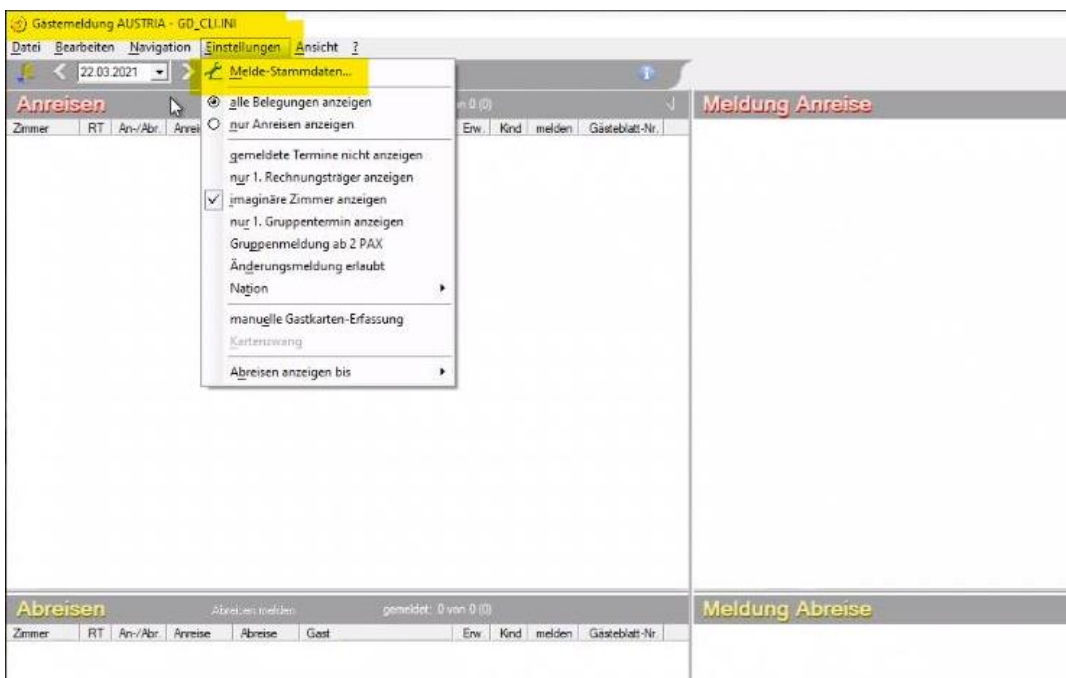 Gästemeldung AUSTRIA - GD_CLI.INI
Datei Bearbeiten Navigation Einstellungen Ansicht ?
22.03.2021
Melde-Stammdaten...
alle Belegungen anzeigen
nur Anreisen anzeigen
gemeldete Termine nicht anzeigen
nur 1. Rechnungsträger anzeigen
imaginäre Zimmer anzeigen
nur 1. Gruppentermin anzeigen
Gruppenmeldung ab 2 PAX
Änderungsmeldung erlaubt
Nation
manuelle Gastkarten-Erfassung
Kartenzwang
Abreisen anzeigen bis
Anreisen 0 (0)
Zimmer RT An-/Abr. Erw. Kind melden Gästeblatt-Nr.
Meldung Anreise
Abreisen Abreisen melden gemeldet: 0 von 0 (0)
Zimmer RT An-/Abr. Anreise Abreise Gast Erw. Kind melden Gästeblatt-Nr.
Meldung Abreise